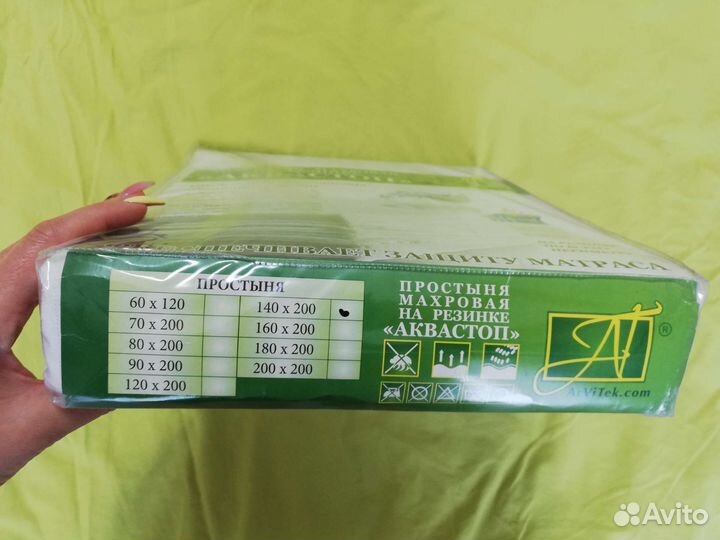 ЗАЩИТУ МАТРАСА
ПРОСТЫНЯ
60 х 120
70 х 200
80 х 200
90 х 200
120 х 200
140 х 200
160 х 200
180 х 200
200 х 200
ПРОСТЫНЯ
МАХРОВАЯ
НА РЕЗИНКЕ
«АКВАСТОП»
AT
®
ArViTek.com
Avito